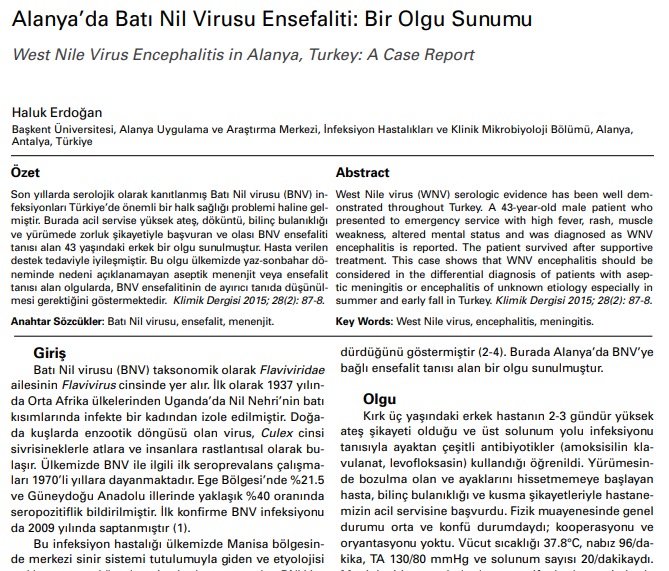 Alanya'da Batı Nil Virusu Ensefaliti: Bir Olgu Sunumu
West Nile Virus Encephalitis in Alanya, Turkey: A Case Report
Haluk Erdoğan
Başkent Üniversitesi, Alanya Uygulama ve Araştırma Merkezi, İnfeksiyon Hastalıkları ve Klinik Mikrobiyoloji Bölümü, Alanya,
Antalya, Türkiye
Özet
Son yıllarda serolojik olarak kanıtlanmış Batı Nil virusu (BNV) in-
feksiyonları Türkiye'de önemli bir halk sağlığı problemi haline gel-
miştir. Burada acil servise yüksek ateş, döküntü, bilinç bulanıklığı
ve yürümede zorluk şikayetiyle başvuran ve olası BNV ensefaliti
tanısı alan 43 yaşındaki erkek bir olgu sunulmuştur. Hasta verilen
destek tedaviyle iyileşmiştir. Bu olgu ülkemizde yaz-sonbahar dö-
neminde nedeni açıklanamayan aseptik menenjit veya ensefalit
tanısı alan olgularda, BNV ensefalitinin de ayırıcı tanıda düşünül-
mesi gerektiğini göstermektedir. Klimik Dergisi 2015; 28(2): 87-8.
Anahtar Sözcükler: Batı Nil virusu, ensefalit, menenjit.
Abstract
West Nile virus (WNV) serologic evidence has been well dem-
onstrated throughout Turkey. A 43-year-old male patient who
presented to emergency service with high fever, rash, muscle
weakness, altered mental status and was diagnosed as WNV
encephalitis is reported. The patient survived after supportive
treatment. This case shows that WNV encephalitis should be
considered in the differential diagnosis of patients with asep-
tic meningitis or encephalitis of unknown etiology especially in
summer and early fall in Turkey. Klimik Dergisi 2015; 28(2): 87-8.
Key Words: West Nile virus, encephalitis, meningitis.
Giriş
Batı Nil virusu (BNV) taksonomik olarak Flaviviridae
ailesinin Flavivirus cinsinde yer alır. İlk olarak 1937 yılın-
da Orta Afrika ülkelerinden Uganda'da Nil Nehri'nin batı
kısımlarında infekte bir kadından izole edilmiştir. Doğa-
da kuşlarda enzootik döngüsü olan virus, Culex cinsi
sivrisineklerle atlara ve insanlara rastlantısal olarak bu-
laşır. Ülkemizde BNV ile ilgili ilk seroprevalans çalışma-
ları 1970'li yıllara dayanmaktadır. Ege Bölgesi'nde %21.5
ve Güneydoğu Anadolu illerinde yaklaşık %40 oranında
seropozitiflik bildirilmiştir. İlk konfirme BNV infeksiyonu
da 2009 yılında saptanmıştır (1).
Bu infeksiyon hastalığı ülkemizde Manisa bölgesin-
de merkezi sinir sistemi tutulumuyla giden ve etyolojisi
dürdüğünü göstermiştir (2-4). Burada Alanya'da BNV'ye
bağlı ensefalit tanısı alan bir olgu sunulmuştur.
Olgu
Kırk üç yaşındaki erkek hastanın 2-3 gündür yüksek
ateş şikayeti olduğu ve üst solunum yolu infeksiyonu
tanısıyla ayaktan çeşitli antibiyotikler (amoksisilin kla-
vulanat, levofloksasin) kullandığı öğrenildi. Yürümesin-
de bozulma olan ve ayaklarını hissetmemeye başlayan
hasta, bilinç bulanıklığı ve kusma şikayetleriyle hastane-
mizin acil servisine başvurdu. Fizik muayenesinde genel
durumu orta ve konfü durumdaydı; kooperasyonu ve
oryantasyonu yoktu. Vücut sıcaklığı 37.8°C, nabız 96/da-
kika, TA 130/80 mmHg ve solunum sayısı 20/dakikaydı.